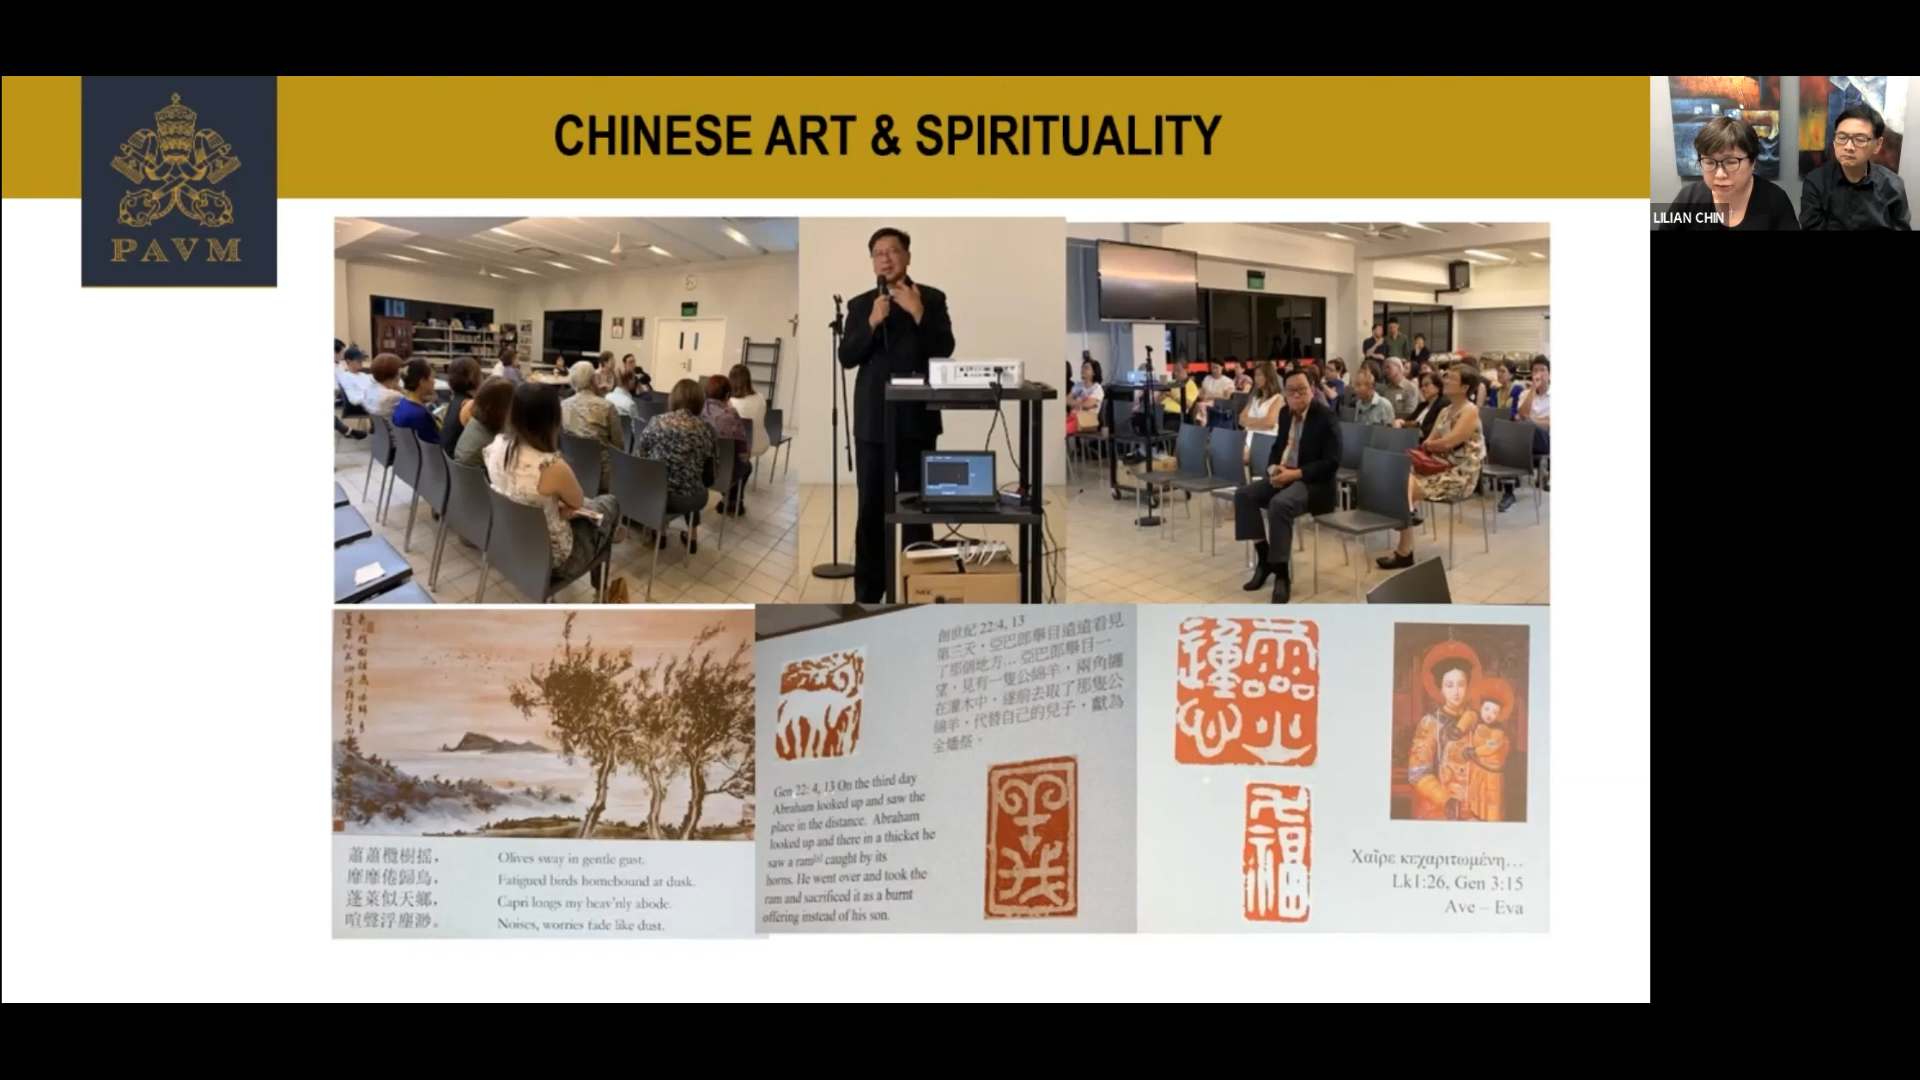 PAVM
CHINESE ART & SPIRITUALITY
LILIAN CHIN
蕭蕭欖樹搖,
靡靡倦歸鳥,
蓬萊似天鄉,
喧聲浮塵渺。
Olives sway in gentle gust.
Fatigued birds homebound at dusk.
Capri longs my heav'nly abode.
Noises, worries fade like dust.
創世紀 22:4, 13
第三天,亞巴郎舉目遠遠看見
了那個地方... 亞巴郎舉目一
望,見有一隻公綿羊,兩角纏
在灌木中,遂前去取了那隻公
綿羊,代替自己的兒子,獻為
全燔祭。
Gen 22: 4, 13 On the third day
Abraham looked up and saw the
place in the distance. Abraham
looked up and there in a thicket he
saw a ram[a] caught by its
horns. He went over and took the
ram and sacrificed it as a burnt
offering instead of his son.
福
Χαῖρε κεχαριτωμένη...
Lk1:26, Gen 3:15
Ave – Eva